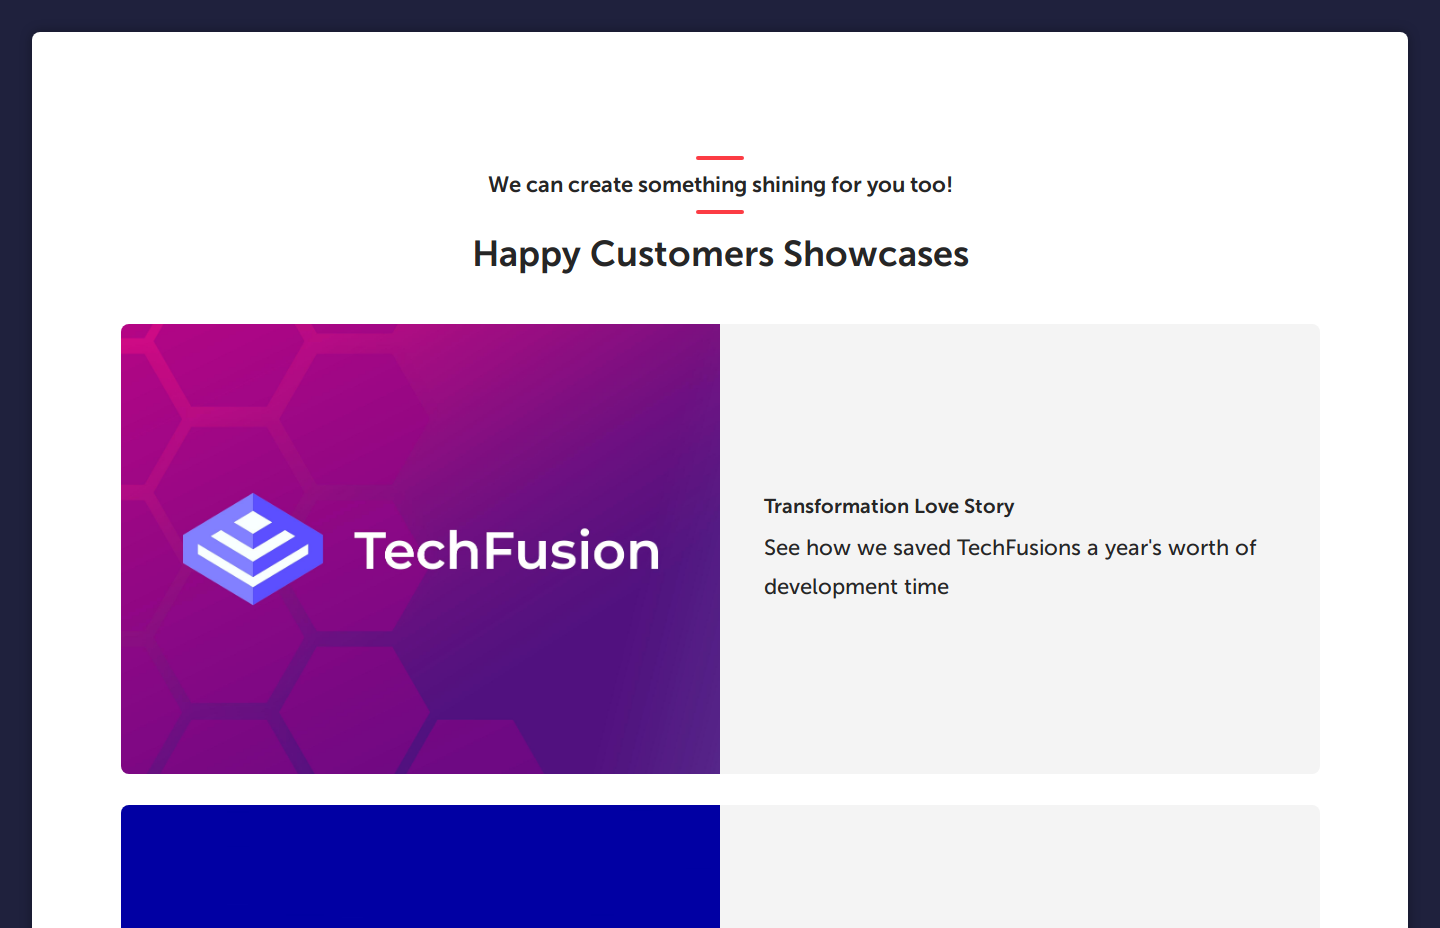 We can create something shining for you too!
Happy Customers Showcases
TechFusion
Transformation Love Story
See how we saved TechFusions a year's worth of
development time